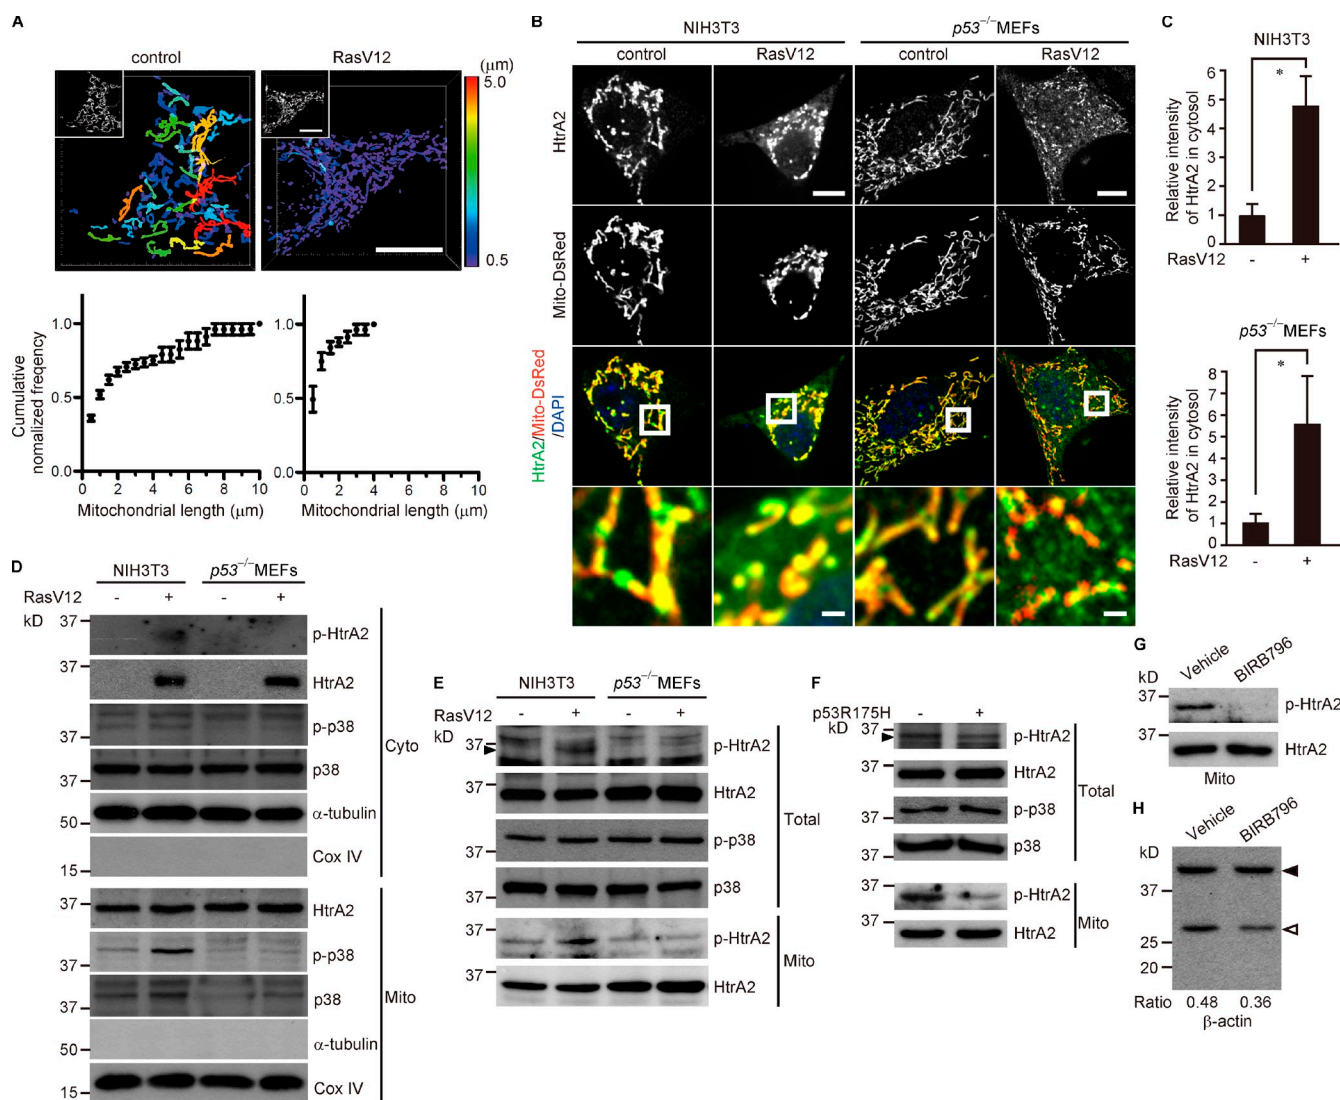 A
control
RasV12
(μm)
5.0
0.5
Cumulative
nomalized freqency
1.0
0.5
0.0
0 2 4 6 8 10
Mitochondrial length (μm)
1.0
0.5
0.0
0 2 4 6 8 10
Mitochondrial length (μm)
B
NIH3T3
p53⁻/⁻MEFs
control
RasV12
control
RasV12
HtrA2
Mito-DsRed
HtrA2/Mito-DsRed
/DAPI
C
NIH3T3
Relative intensity
of HtrA2 in cytosol
6
5
4
3
2
1
0
*
RasV12 - +
p53⁻/⁻MEFs
Relative intensity
of HtrA2 in cytosol
8
7
6
5
4
3
2
1
0
*
- +
RasV12
D
NIH3T3 p53⁻/⁻MEFs
RasV12 - + - +
kD
37 p-HtrA2
37 HtrA2
p-p38
37
p38
37
α-tubulin
50
Cox IV
15
Cyto
HtrA2
37
p-p38
37
p38
37
α-tubulin
50
Cox IV
15
Mito
E
NIH3T3 p53⁻/⁻MEFs
RasV12 - + - +
kD
37 p-HtrA2
37 HtrA2
p-p38
37
p38
37
Total
37 p-HtrA2
37 HtrA2
Mito
F
p53R175H - +
kD
37 p-HtrA2
37 HtrA2
p-p38
37
p38
37
Total
37 p-HtrA2
37 HtrA2
Mito
G
Vehicle
BIRB796
kD
37 p-HtrA2
37 HtrA2
Mito
H
Vehicle
BIRB796
kD
37
25
20
Ratio 0.48 0.36
β-actin